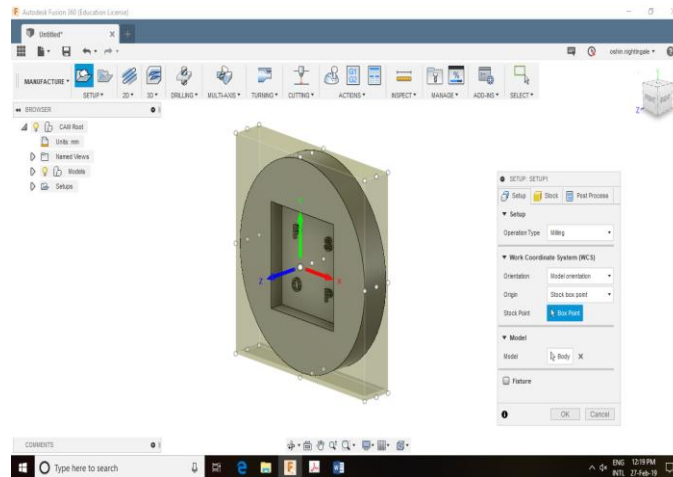 Autodesk Fusion 360 (Education License)
Untitled* X +
oshin.nightingale
MANUFACTURE
SETUP 2D 3D DRILLING MULTI-AXIS TURNING CUTTING ACTIONS INSPECT MANAGE ADD-INS SELECT
BROWSER
CAM Root
Units: mm
Named Views
Models
Setups
Z
X
Z
SETUP: SETUP1
Setup Stock Post Process
Setup
Operation Type Milling
Work Coordinate System (WCS)
Orientation Model orientation
Origin Stock box point
Stock Point Box Point
Model
Model Body X
Fixture
OK Cancel
COMMENTS
Type here to search
ENG 12:19 PM
INTL 27-Feb-19